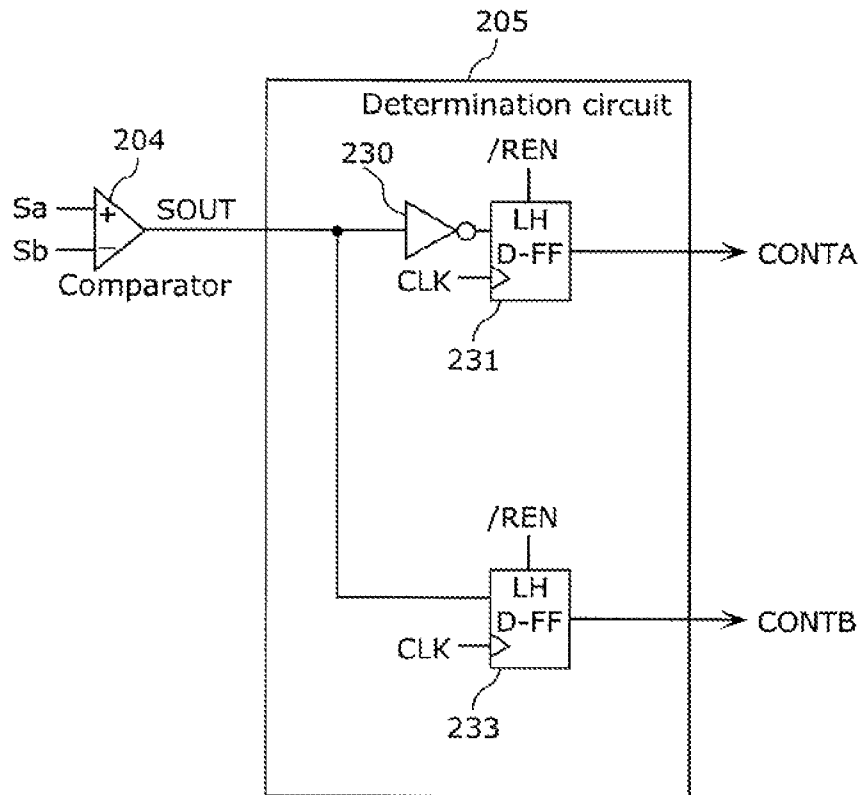 205
Determination circuit
204
230
/REN
Sa
+
SOUT
LH
Sb
−
D-FF
CONTA
Comparator
CLK
231
/REN
LH
D-FF
CONTB
CLK
233